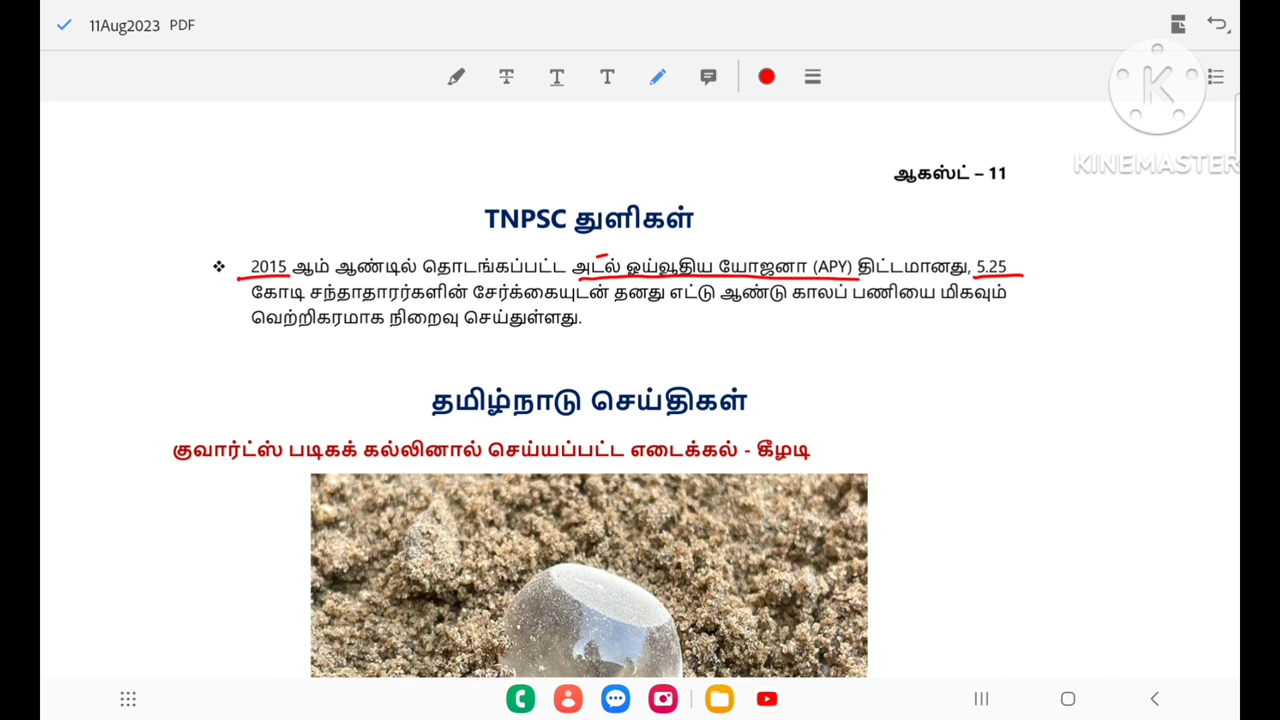 11Aug2023 PDF
KINEMASTER
ஆகஸ்ட் – 11
TNPSC துளிகள்
❖ 2015 ஆம் ஆண்டில் தொடங்கப்பட்ட அடல் ஓய்வூதிய யோஜனா (APY) திட்டமானது, 5.25
கோடி சந்தாதாரர்களின் சேர்க்கையுடன் தனது எட்டு ஆண்டு காலப் பணியை மிகவும்
வெற்றிகரமாக நிறைவு செய்துள்ளது.
தமிழ்நாடு செய்திகள்
குவார்ட்ஸ் படிகக் கல்லினால் செய்யப்பட்ட எடைக்கல் - கீழடி